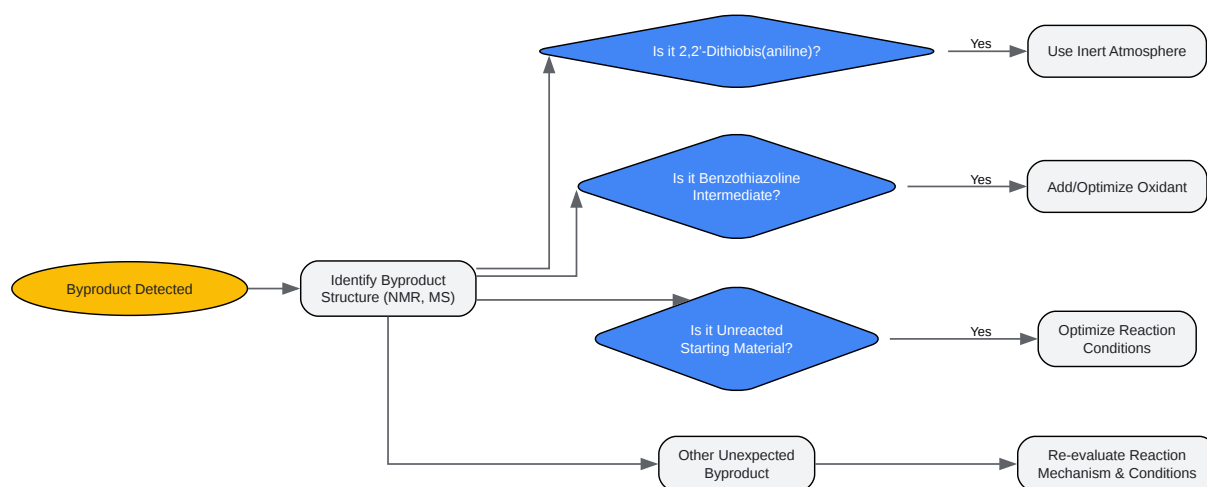 Is it 2,2'-Dithiobis(aniline)?
Yes
Use Inert Atmosphere
Is it Benzothiazoline
Intermediate?
Yes
Add/Optimize Oxidant
Byproduct Detected
Identify Byproduct
Structure (NMR, MS)
Is it Unreacted
Starting Material?
Yes
Optimize Reaction
Conditions
Other Unexpected
Byproduct
Re-evaluate Reaction
Mechanism & Conditions